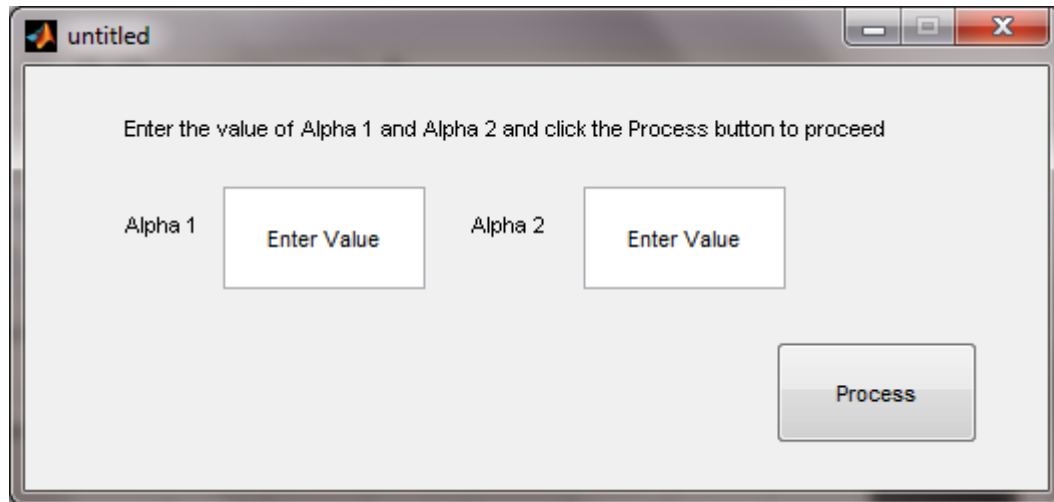 untitled
Enter the value of Alpha 1 and Alpha 2 and click the Process button to proceed
Alpha 1 Enter Value Alpha 2 Enter Value
Process